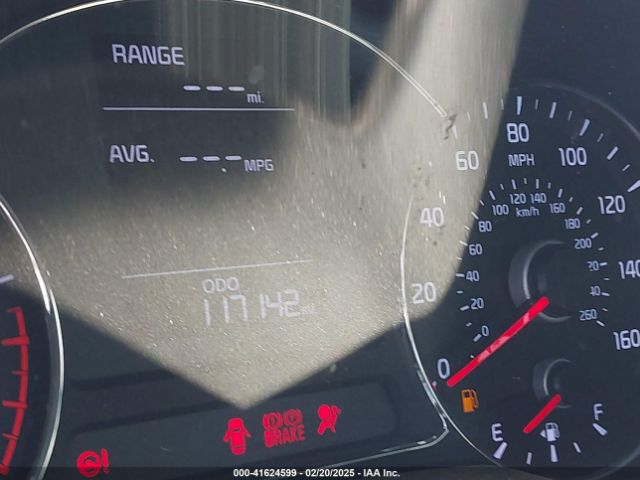 RANGE
--- mi.
AVG. ---.MPG
ODO
117142
BRAKE
0 20 40 60 80 100 120 140 160
MPH
0 20 40 60 80 100 120 140 160 180 200
km/h
260
E F
000-41624599 — 02/20/2025 — IAA Inc.